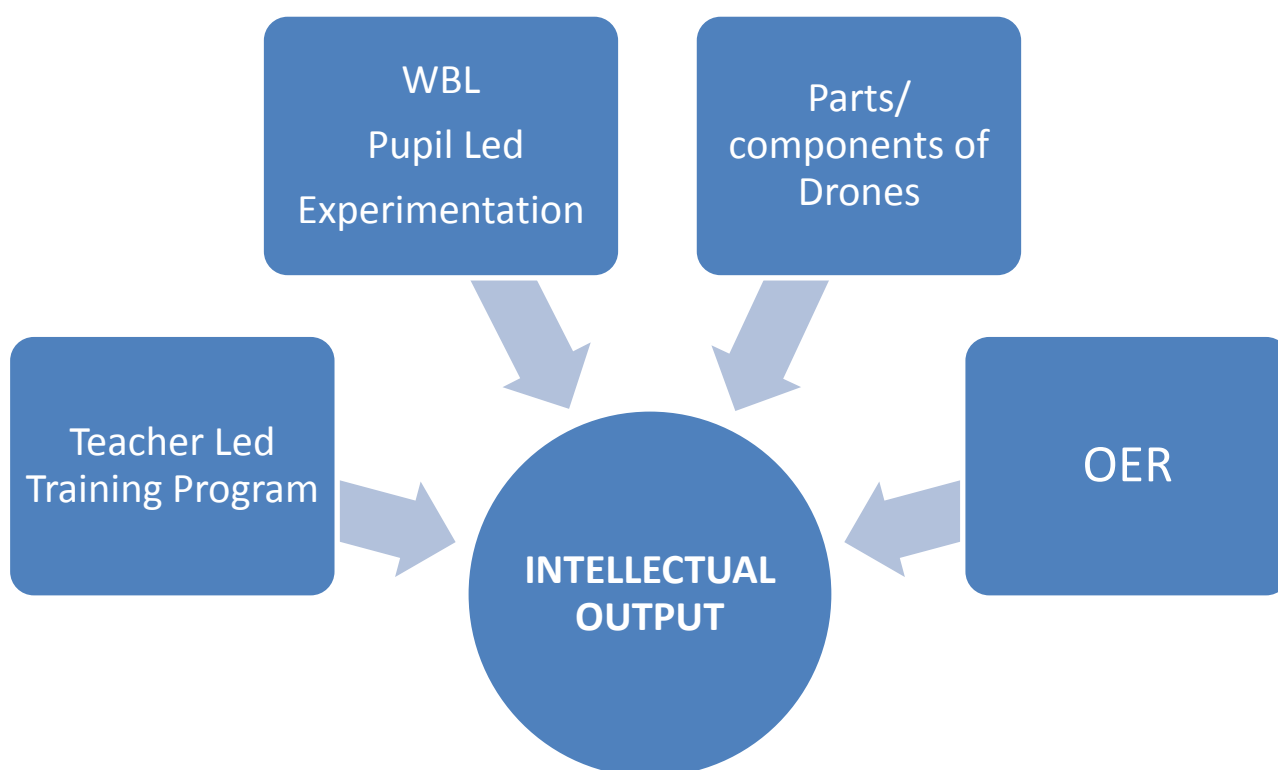 WBL
Pupil Led
Experimentation
Parts/
components of
Drones
Teacher Led
Training Program
OER
INTELLECTUAL
OUTPUT